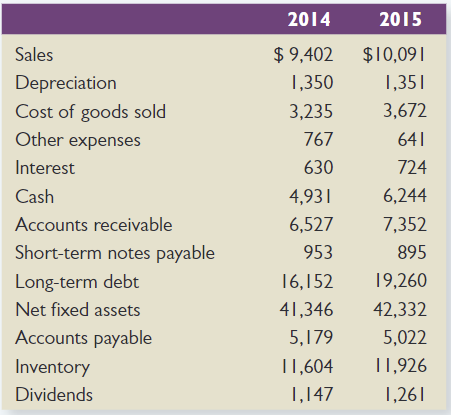 2014 2015
Sales $ 9,402 $10,091
Depreciation 1,350 1,351
Cost of goods sold 3,235 3,672
Other expenses 767 641
Interest 630 724
Cash 4,931 6,244
Accounts receivable 6,527 7,352
Short-term notes payable 953 895
Long-term debt 16,152 19,260
Net fixed assets 41,346 42,332
Accounts payable 5,179 5,022
Inventory 11,604 11,926
Dividends 1,147 1,261